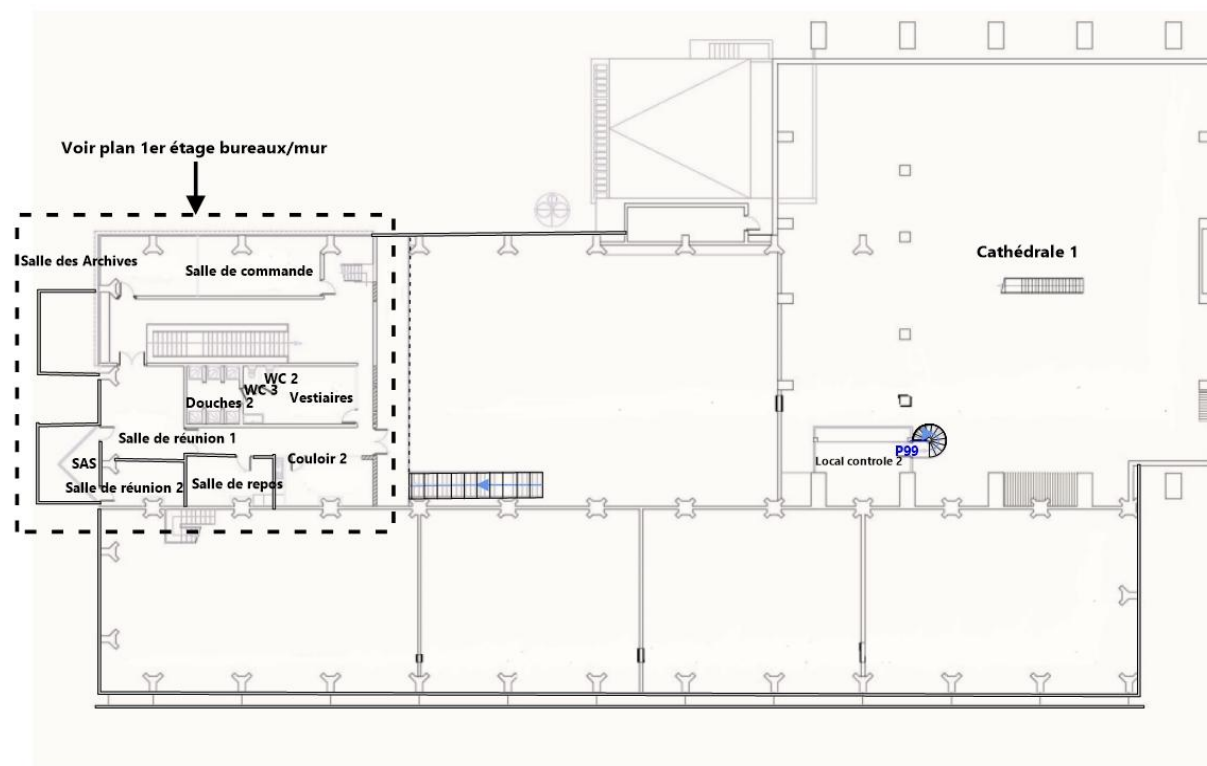 Voir plan 1er étage bureaux/mur
Cathédrale 1
Salle des Archives
Salle de commande
WC 2
WC 3
Vestiaires
Douches 2
Salle de réunion 1
P99
Couloir 2
Local controle 2
SAS
Salle de réunion 2
Salle de repos